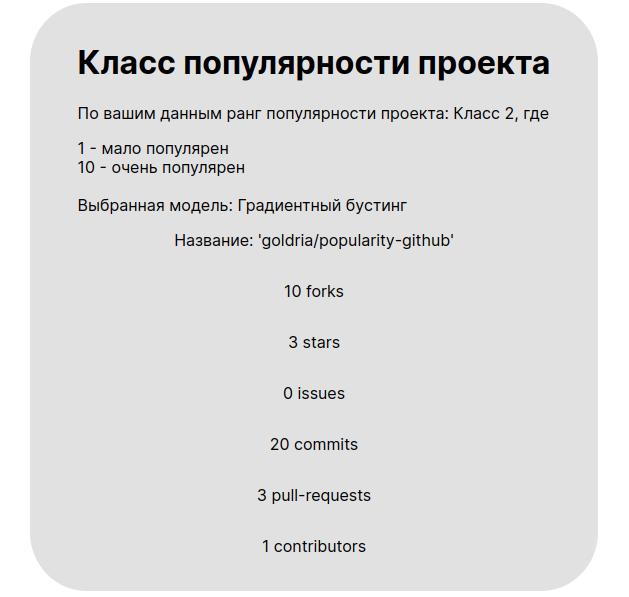 Класс популярности проекта
По вашим данным ранг популярности проекта: Класс 2, где
1 - мало популярен
10 - очень популярен
Выбранная модель: Градиентный бустинг
Название: 'goldria/popularity-github'
10 forks
3 stars
0 issues
20 commits
3 pull-requests
1 contributors